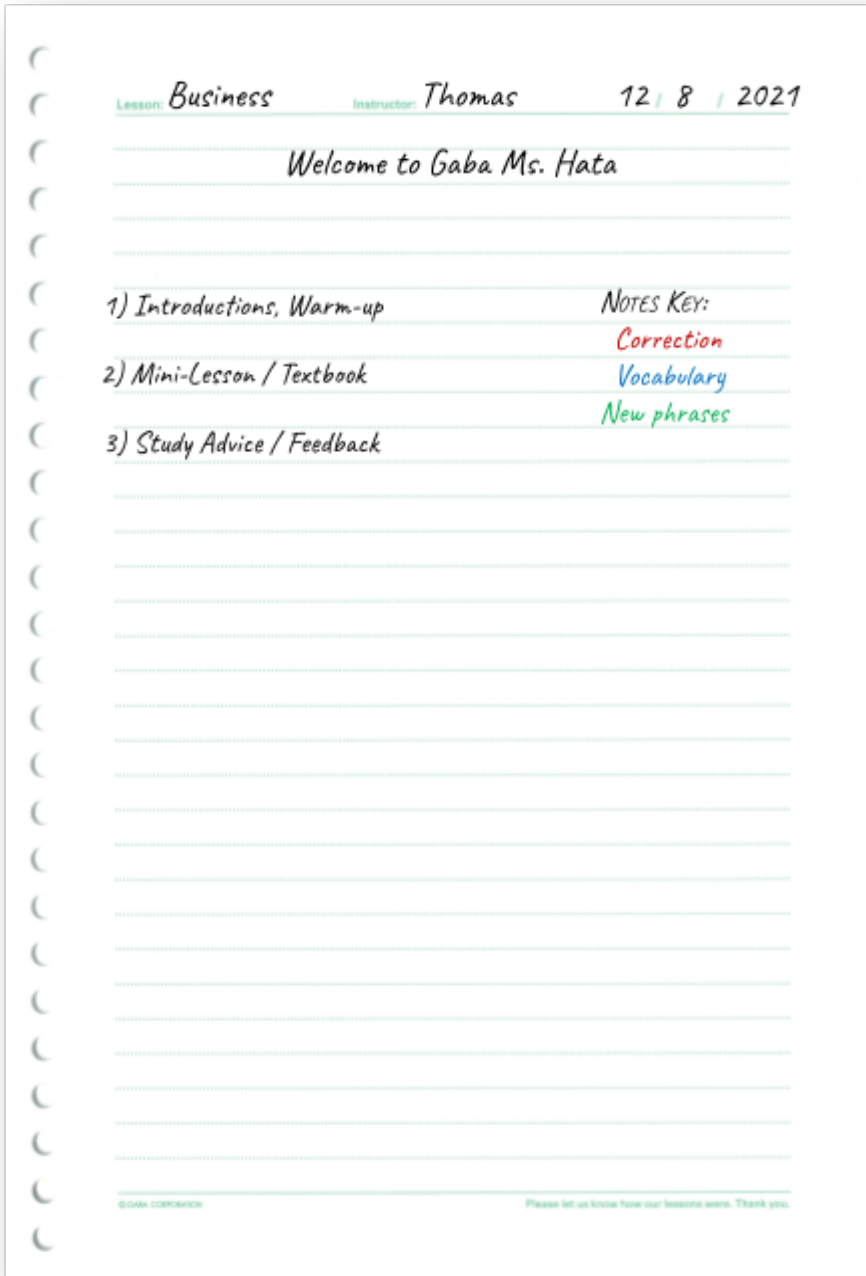 Lesson: Business Instructor: Thomas 12 / 8 / 2021
Welcome to Gaba Ms. Hata
1) Introductions, Warm-up
2) Mini-Lesson / Textbook
3) Study Advice / Feedback
NOTES KEY:
Correction
Vocabulary
New phrases
© GABA CORPORATION Please let us know how our lessons were. Thank you.